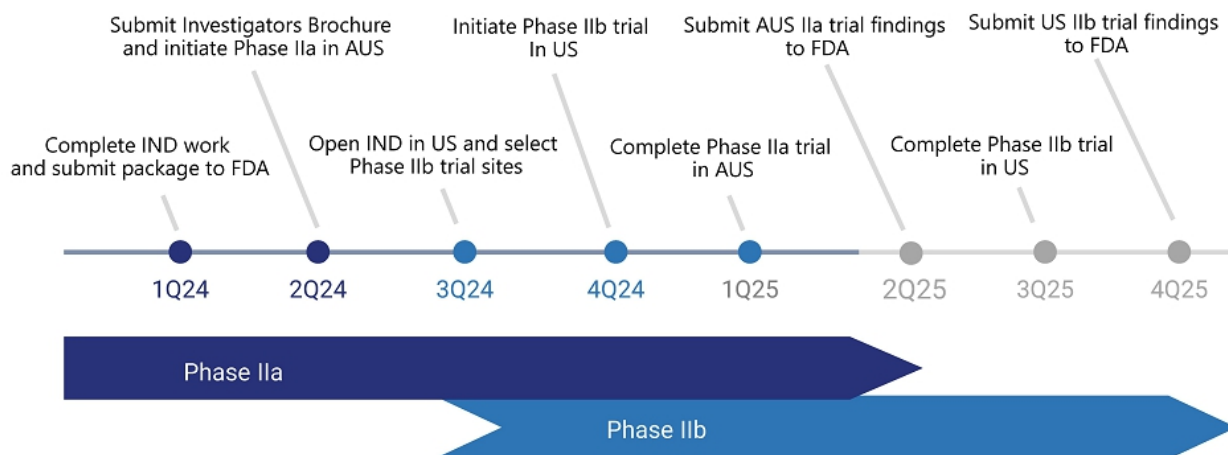 Submit Investigators Brochure
and initiate Phase IIa in AUS
Initiate Phase IIb trial
In US
Submit AUS IIa trial findings
to FDA
Submit US IIb trial findings
to FDA
Complete IND work
and submit package to FDA
Open IND in US and select
Phase IIb trial sites
Complete Phase IIa trial
in AUS
Complete Phase IIb trial
in US
1Q24
2Q24
3Q24
4Q24
1Q25
2Q25
3Q25
4Q25
Phase IIa
Phase IIb